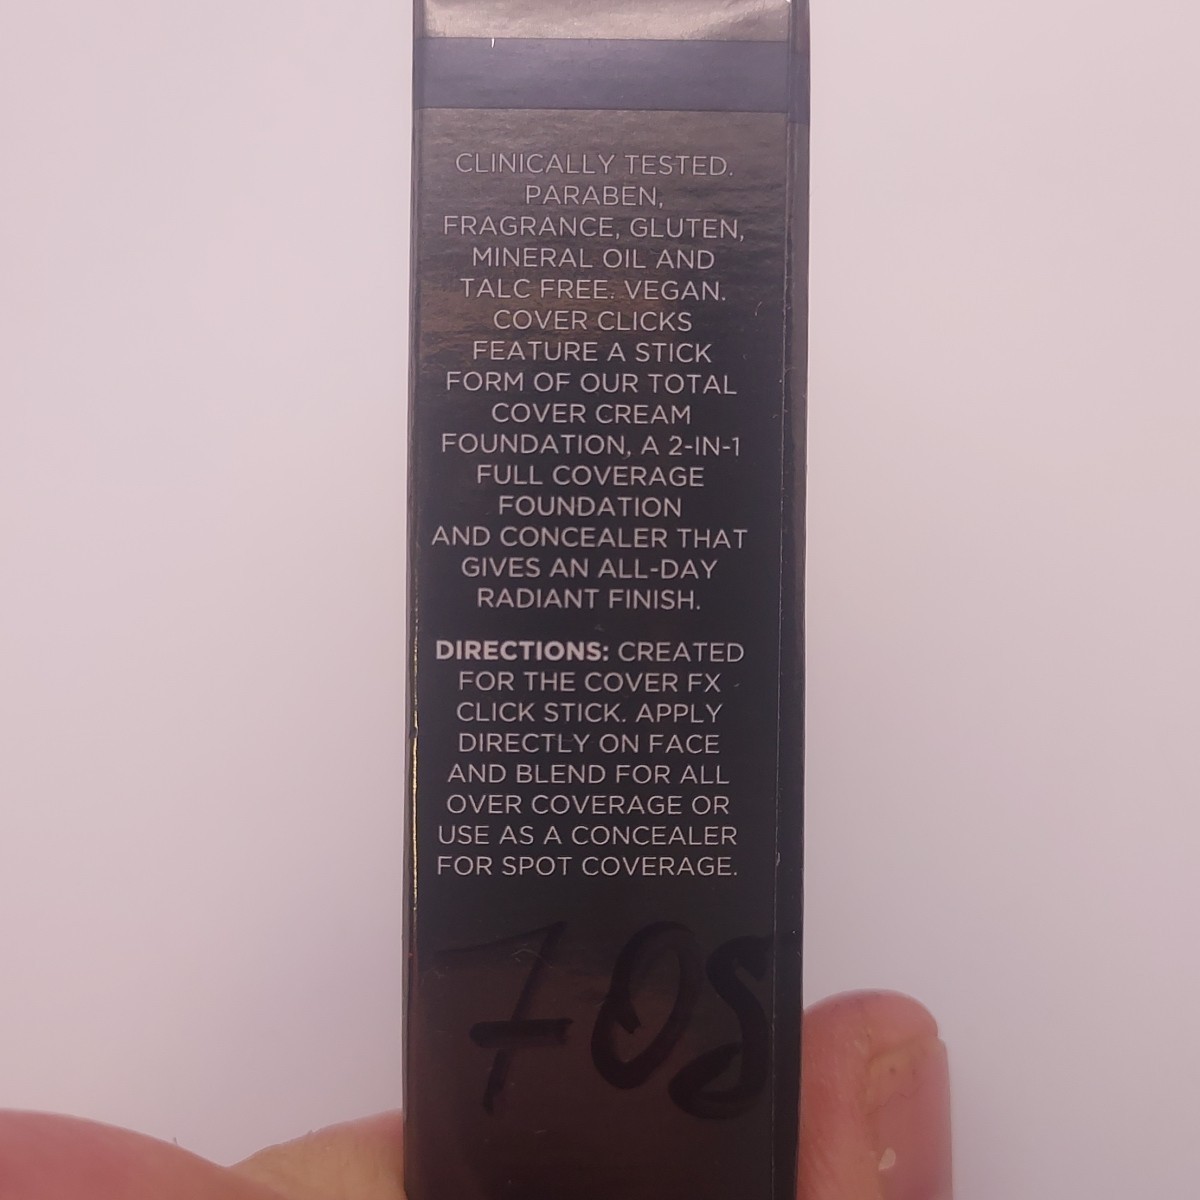 CLINICALLY TESTED.
PARABEN,
FRAGRANCE, GLUTEN,
MINERAL OIL AND
TALC FREE. VEGAN.
COVER CLICKS
FEATURE A STICK
FORM OF OUR TOTAL
COVER CREAM
FOUNDATION, A 2-IN-1
FULL COVERAGE
FOUNDATION
AND CONCEALER THAT
GIVES AN ALL-DAY
RADIANT FINISH.
DIRECTIONS: CREATED
FOR THE COVER FX
CLICK STICK. APPLY
DIRECTLY ON FACE
AND BLEND FOR ALL
OVER COVERAGE OR
USE AS A CONCEALER
FOR SPOT COVERAGE.